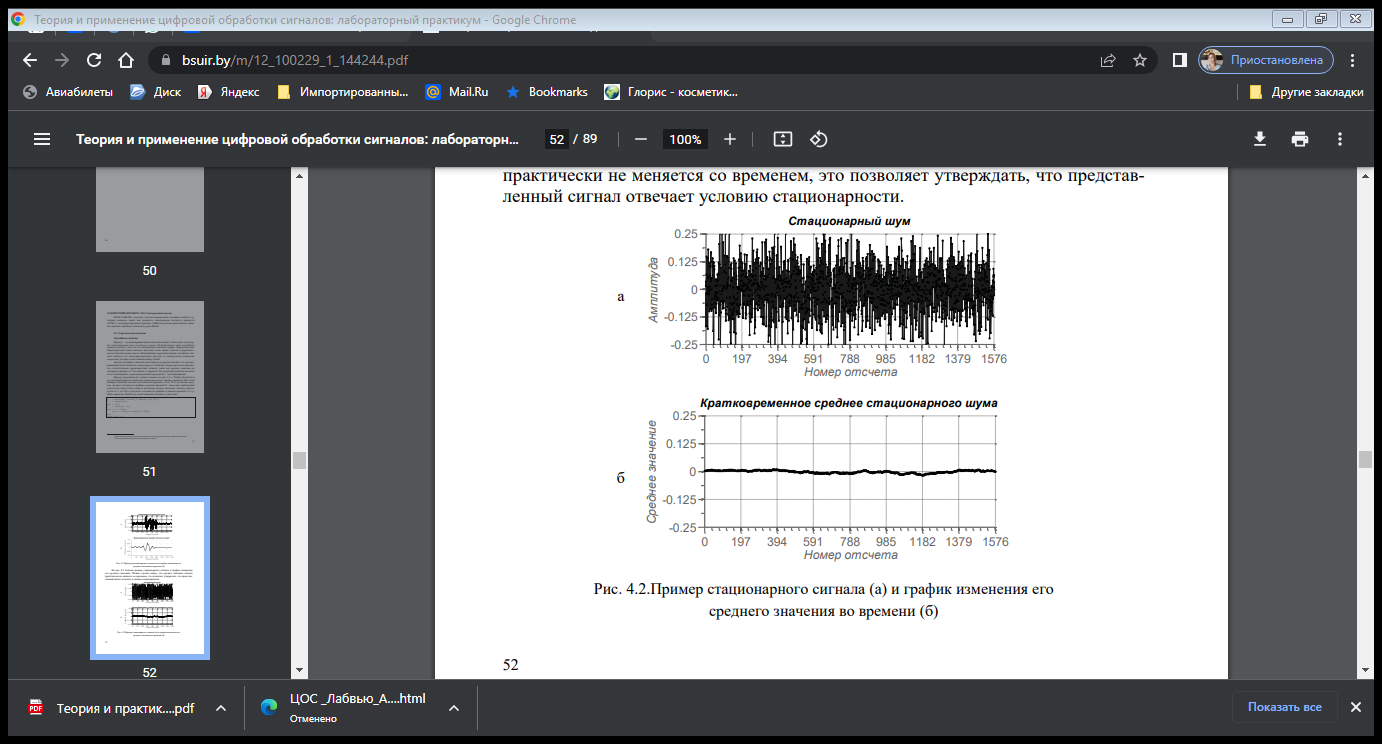 Теория и применение цифровой обработки сигналов: лабораторный практикум - Google Chrome
bsuir.by/m/12_100229_1_144244.pdf
Приостановлена
Авиабилеты
Диск
Яндекс
Импортированны...
Mail.Ru
Bookmarks
Глорис - косметик...
Другие закладки
Теория и применение цифровой обработки сигналов: лабораторн...
52 / 89
100%
50
51
52
практически не меняется со временем, это позволяет утверждать, что представ-
ленный сигнал отвечает условию стационарности.
Стационарный шум
а
Амплитуда
0.25
0.125
0
-0.125
-0.25
0 197 394 591 788 985 1182 1379 1576
Номер отсчета
Кратковременное среднее стационарного шума
б
Среднее значение
0.25
0.125
0
-0.125
-0.25
0 197 394 591 788 985 1182 1379 1576
Номер отсчета
Рис. 4.2.Пример стационарного сигнала (а) и график изменения его
среднего значения во времени (б)
52
Теория и практик....pdf
ЦОС _Лабвью_А....html
Отменено
Показать все